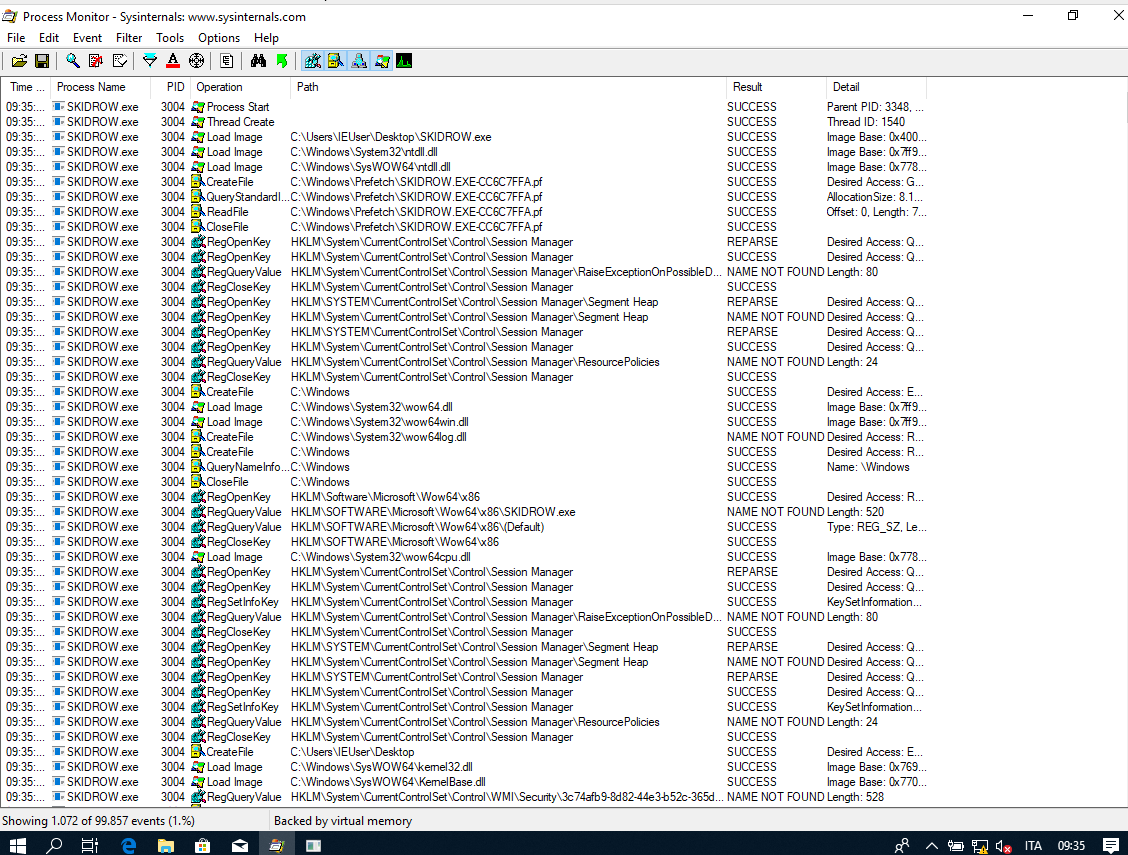 Process Monitor - Sysinternals: www.sysinternals.com
File Edit Event Filter Tools Options Help
Time ... Process Name PID Operation Path Result Detail
09:35:... SKIDROW.exe 3004 Process Start SUCCESS Parent PID: 3348, ...
09:35:... SKIDROW.exe 3004 Thread Create SUCCESS Thread ID: 1540
09:35:... SKIDROW.exe 3004 Load Image C:\Users\IEUser\Desktop\SKIDROW.exe SUCCESS Image Base: 0x400...
09:35:... SKIDROW.exe 3004 Load Image C:\Windows\System32\ntdll.dll SUCCESS Image Base: 0x7ff9...
09:35:... SKIDROW.exe 3004 Load Image C:\Windows\SysWOW64\ntdll.dll SUCCESS Image Base: 0x778...
09:35:... SKIDROW.exe 3004 CreateFile C:\Windows\Prefetch\SKIDROW.EXE-CC6C7FFA.pf SUCCESS Desired Access: G...
09:35:... SKIDROW.exe 3004 QueryStandardI... C:\Windows\Prefetch\SKIDROW.EXE-CC6C7FFA.pf SUCCESS AllocationSize: 8.1...
09:35:... SKIDROW.exe 3004 ReadFile C:\Windows\Prefetch\SKIDROW.EXE-CC6C7FFA.pf SUCCESS Offset: 0, Length: 7...
09:35:... SKIDROW.exe 3004 CloseFile C:\Windows\Prefetch\SKIDROW.EXE-CC6C7FFA.pf SUCCESS
09:35:... SKIDROW.exe 3004 RegOpenKey HKLM\System\CurrentControlSet\Control\Session Manager REPARSE Desired Access: Q...
09:35:... SKIDROW.exe 3004 RegOpenKey HKLM\System\CurrentControlSet\Control\Session Manager SUCCESS Desired Access: Q...
09:35:... SKIDROW.exe 3004 RegQueryValue HKLM\System\CurrentControlSet\Control\Session Manager\RaiseExceptionOnPossibleD... NAME NOT FOUND Length: 80
09:35:... SKIDROW.exe 3004 RegCloseKey HKLM\System\CurrentControlSet\Control\Session Manager SUCCESS
09:35:... SKIDROW.exe 3004 RegOpenKey HKLM\SYSTEM\CurrentControlSet\Control\Session Manager\Segment Heap REPARSE Desired Access: Q...
09:35:... SKIDROW.exe 3004 RegOpenKey HKLM\System\CurrentControlSet\Control\Session Manager\Segment Heap NAME NOT FOUND Desired Access: Q...
09:35:... SKIDROW.exe 3004 RegOpenKey HKLM\SYSTEM\CurrentControlSet\Control\Session Manager REPARSE Desired Access: Q...
09:35:... SKIDROW.exe 3004 RegOpenKey HKLM\System\CurrentControlSet\Control\Session Manager SUCCESS Desired Access: Q...
09:35:... SKIDROW.exe 3004 RegQueryValue HKLM\System\CurrentControlSet\Control\Session Manager\ResourcePolicies NAME NOT FOUND Length: 24
09:35:... SKIDROW.exe 3004 RegCloseKey HKLM\System\CurrentControlSet\Control\Session Manager SUCCESS
09:35:... SKIDROW.exe 3004 CreateFile C:\Windows SUCCESS Desired Access: E...
09:35:... SKIDROW.exe 3004 Load Image C:\Windows\System32\wow64.dll SUCCESS Image Base: 0x7ff9...
09:35:... SKIDROW.exe 3004 Load Image C:\Windows\System32\wow64win.dll SUCCESS Image Base: 0x7ff9...
09:35:... SKIDROW.exe 3004 CreateFile C:\Windows\System32\wow64log.dll NAME NOT FOUND Desired Access: R...
09:35:... SKIDROW.exe 3004 CreateFile C:\Windows SUCCESS Desired Access: R...
09:35:... SKIDROW.exe 3004 QueryNameInfo... C:\Windows SUCCESS Name: \Windows
09:35:... SKIDROW.exe 3004 CloseFile C:\Windows SUCCESS
09:35:... SKIDROW.exe 3004 RegOpenKey HKLM\Software\Microsoft\Wow64\x86 SUCCESS Desired Access: R...
09:35:... SKIDROW.exe 3004 RegQueryValue HKLM\SOFTWARE\Microsoft\Wow64\x86\SKIDROW.exe NAME NOT FOUND Length: 520
09:35:... SKIDROW.exe 3004 RegQueryValue HKLM\SOFTWARE\Microsoft\Wow64\x86\(Default) SUCCESS Type: REG_SZ, Le...
09:35:... SKIDROW.exe 3004 RegCloseKey HKLM\SOFTWARE\Microsoft\Wow64\x86 SUCCESS
09:35:... SKIDROW.exe 3004 Load Image C:\Windows\System32\wow64cpu.dll SUCCESS Image Base: 0x778...
09:35:... SKIDROW.exe 3004 RegOpenKey HKLM\System\CurrentControlSet\Control\Session Manager REPARSE Desired Access: Q...
09:35:... SKIDROW.exe 3004 RegOpenKey HKLM\System\CurrentControlSet\Control\Session Manager SUCCESS Desired Access: Q...
09:35:... SKIDROW.exe 3004 RegSetInfoKey HKLM\System\CurrentControlSet\Control\Session Manager SUCCESS KeySetInformation...
09:35:... SKIDROW.exe 3004 RegQueryValue HKLM\System\CurrentControlSet\Control\Session Manager\RaiseExceptionOnPossibleD... NAME NOT FOUND Length: 80
09:35:... SKIDROW.exe 3004 RegCloseKey HKLM\System\CurrentControlSet\Control\Session Manager SUCCESS
09:35:... SKIDROW.exe 3004 RegOpenKey HKLM\SYSTEM\CurrentControlSet\Control\Session Manager\Segment Heap REPARSE Desired Access: Q...
09:35:... SKIDROW.exe 3004 RegOpenKey HKLM\System\CurrentControlSet\Control\Session Manager\Segment Heap NAME NOT FOUND Desired Access: Q...
09:35:... SKIDROW.exe 3004 RegOpenKey HKLM\SYSTEM\CurrentControlSet\Control\Session Manager REPARSE Desired Access: Q...
09:35:... SKIDROW.exe 3004 RegOpenKey HKLM\System\CurrentControlSet\Control\Session Manager SUCCESS Desired Access: Q...
09:35:... SKIDROW.exe 3004 RegSetInfoKey HKLM\System\CurrentControlSet\Control\Session Manager SUCCESS KeySetInformation...
09:35:... SKIDROW.exe 3004 RegQueryValue HKLM\System\CurrentControlSet\Control\Session Manager\ResourcePolicies NAME NOT FOUND Length: 24
09:35:... SKIDROW.exe 3004 RegCloseKey HKLM\System\CurrentControlSet\Control\Session Manager SUCCESS
09:35:... SKIDROW.exe 3004 CreateFile C:\Users\IEUser\Desktop SUCCESS Desired Access: E...
09:35:... SKIDROW.exe 3004 Load Image C:\Windows\SysWOW64\kernel32.dll SUCCESS Image Base: 0x769...
09:35:... SKIDROW.exe 3004 Load Image C:\Windows\SysWOW64\KernelBase.dll SUCCESS Image Base: 0x770...
09:35:... SKIDROW.exe 3004 RegQueryValue HKLM\System\CurrentControlSet\Control\WMI\Security\3c74afb9-8d82-44e3-b52c-365d... NAME NOT FOUND Length: 528
Showing 1.072 of 99.857 events (1.%) Backed by virtual memory
ITA 09:35